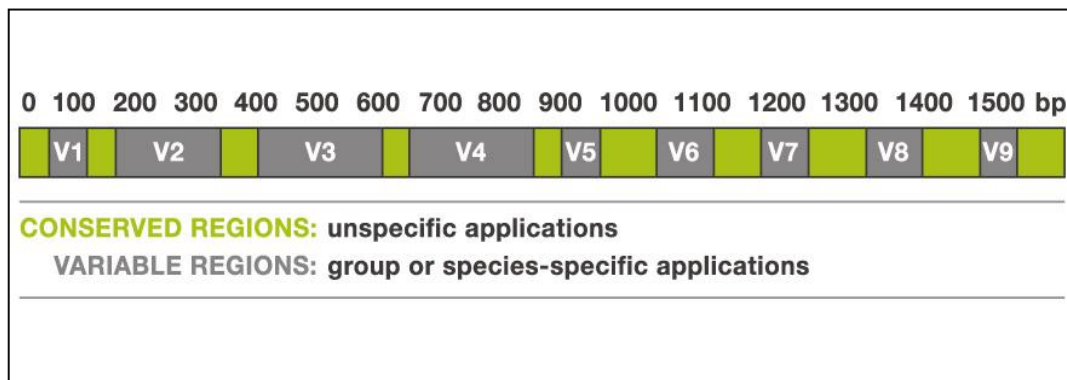 0 100 200 300 400 500 600 700 800 900 1000 1100 1200 1300 1400 1500 bp
V1 V2 V3 V4 V5 V6 V7 V8 V9
CONSERVED REGIONS: unspecific applications
VARIABLE REGIONS: group or species-specific applications